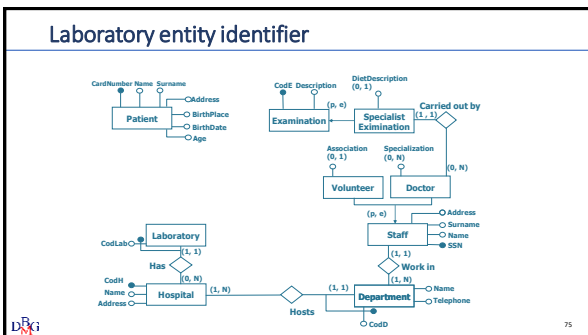 Laboratory entity identifier
CardNumber Name Surname
Address
BirthPlace
BirthDate
Age
Patient
CodE Description
(p, e)
Examination
DietDescription
(0, 1)
Specialist
Eximination
Carried out by
(1 , 1)
(0, N)
Association
(0, 1)
Specialization
(0, N)
Volunteer
Doctor
(p, e)
Address
Surname
Name
SSN
Staff
(1, 1)
Work in
(1, N)
Laboratory
CodLab
(1, 1)
Has
(0, N)
CodH
Name
Address
Hospital
(1, N)
Hosts
(1, 1)
Department
Name
Telephone
CodD
DBMG
75